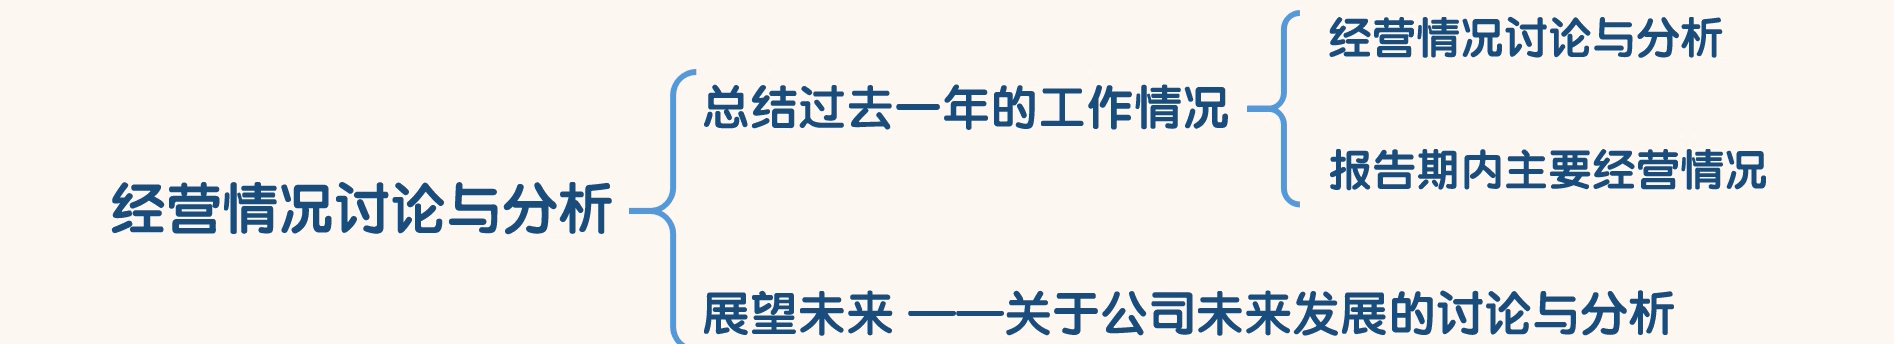 经营情况讨论与分析
总结过去一年的工作情况
经营情况讨论与分析
报告期内主要经营情况
展望未来 ——关于公司未来发展的讨论与分析